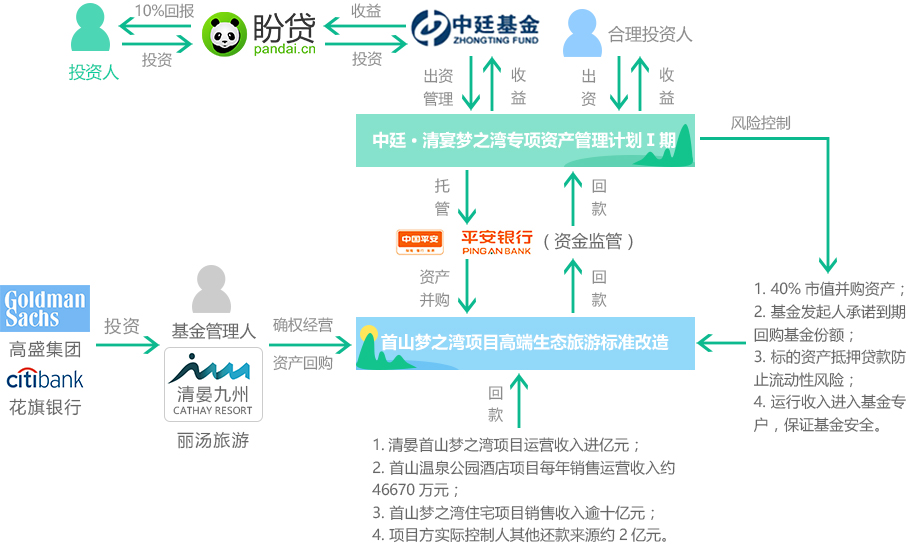 10%回报
收益
投资人
投资
盼贷
pandai.cn
投资
中廷基金
ZHONGTING FUND
合理投资人
出资
管理
收
益
出
资
收
益
中廷·清宴梦之湾专项资产管理计划Ⅰ期
风险控制
托
管
回
款
中国平安
平安银行
PING AN BANK
（资金监管）
资产
并购
回
款
Goldman
Sachs
高盛集团
citibank
花旗银行
投资
基金管理人
清晏九州
CATHAY RESORT
丽汤旅游
确权经营
资产回购
首山梦之湾项目高端生态旅游标准改造
1. 40% 市值并购资产；
2. 基金发起人承诺到期
回购基金份额；
3. 标的资产抵押贷款防
止流动性风险；
4. 运行收入进入基金专
户，保证基金安全。
回
款
1. 清晏首山梦之湾项目运营收入进亿元；
2. 首山温泉公园酒店项目每年销售运营收入约
46670 万元；
3. 首山梦之湾住宅项目销售收入逾十亿元；
4. 项目方实际控制人其他还款来源约 2 亿元。